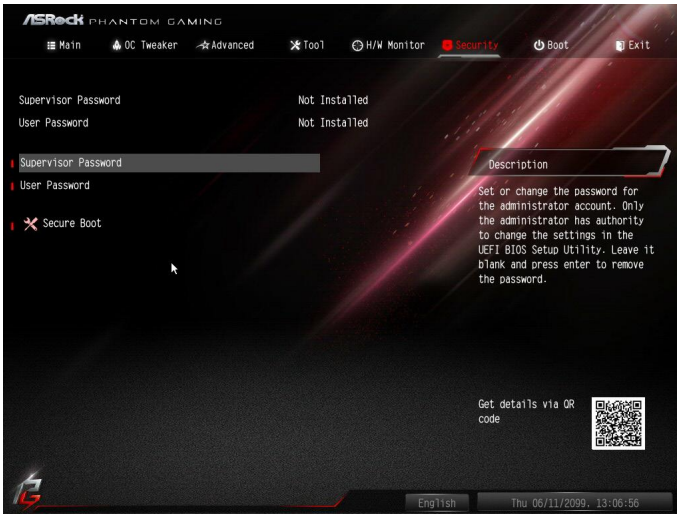 ASRock PHANTOM GAMING
Main OC Tweaker Advanced Tool H/W Monitor Security Boot Exit
Supervisor Password Not Installed
User Password Not Installed
Supervisor Password
User Password
Secure Boot
Description
Set or change the password for
the administrator account. Only
the administrator has authority
to change the settings in the
UEFI BIOS Setup Utility. Leave it
blank and press enter to remove
the password.
Get details via QR
code
English Thu 06/11/2099, 13:06:56